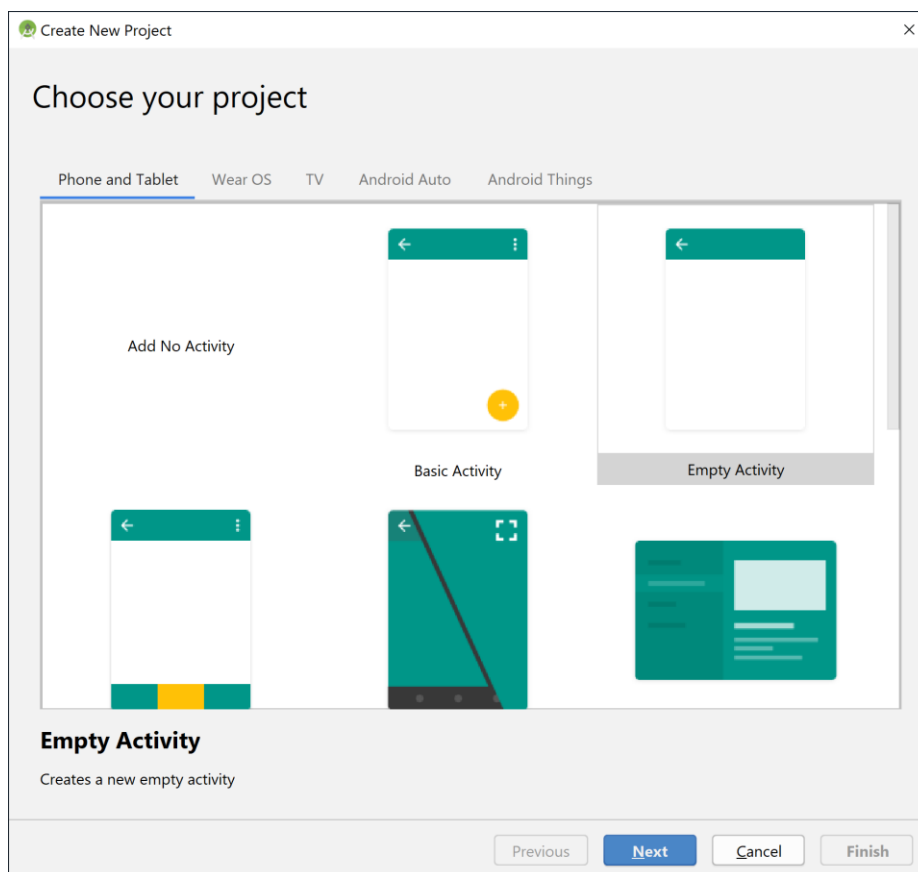 Create New Project
Choose your project
Phone and Tablet Wear OS TV Android Auto Android Things
Add No Activity
Basic Activity
Empty Activity
Empty Activity
Creates a new empty activity
Previous Next Cancel Finish